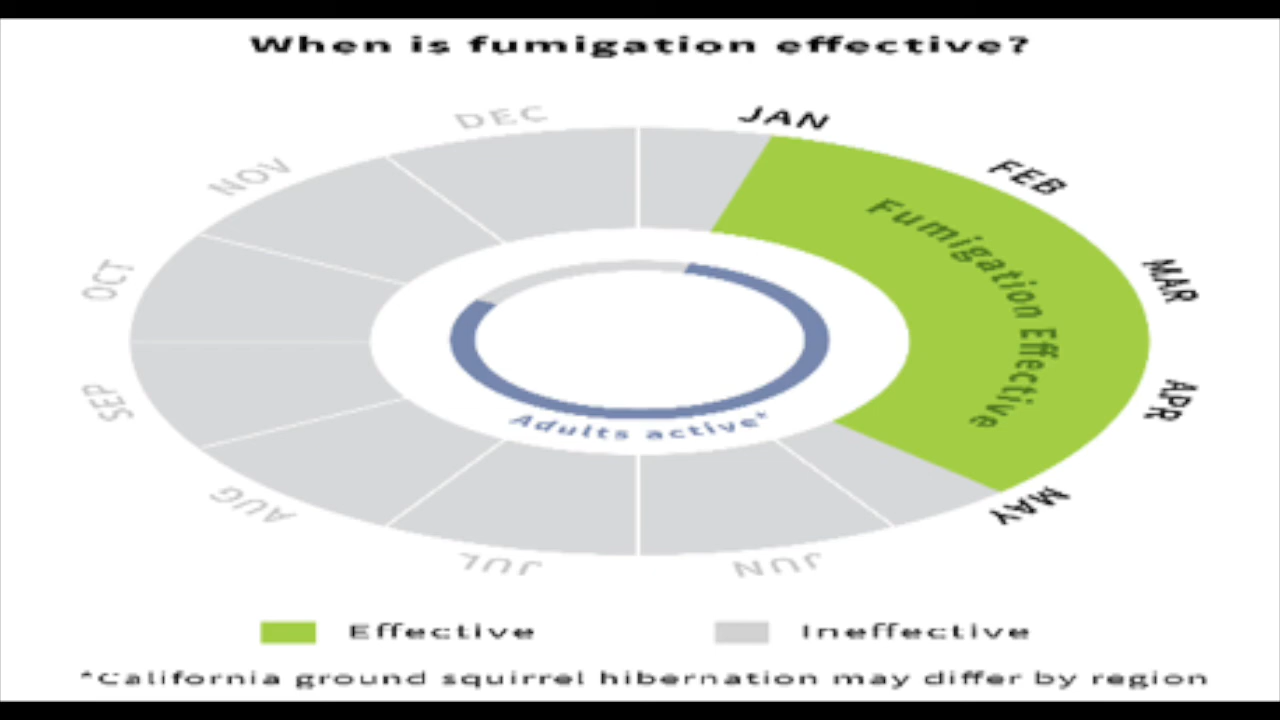 When is fumigation effective?
JAN
FEB
MAR
APR
MAY
JUN
JUL
AUG
SEP
OCT
NOV
DEC
Fumigation Effective
Adults active*
Effective
Ineffective
*California ground squirrel hibernation may differ by region